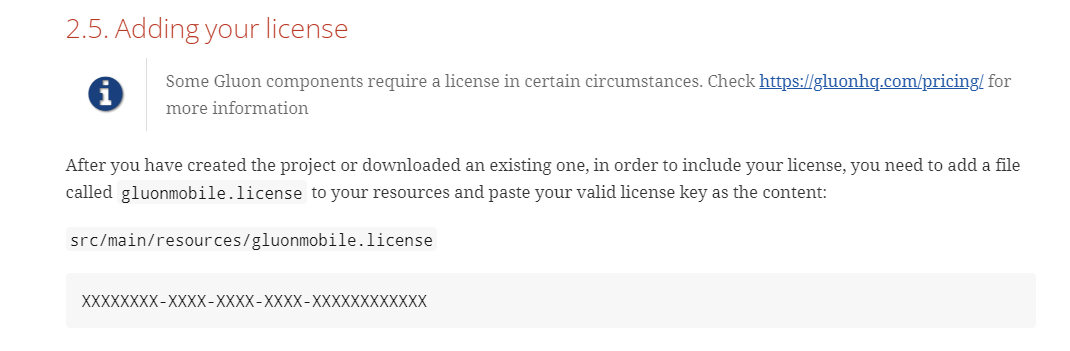 2.5. Adding your license
Some Gluon components require a license in certain circumstances. Check https://gluonhq.com/pricing/ for
more information
After you have created the project or downloaded an existing one, in order to include your license, you need to add a file
called gluonmobile.license to your resources and paste your valid license key as the content:
src/main/resources/gluonmobile.license
XXXXXXXX-XXXX-XXXX-XXXX-XXXXXXXXXXXX